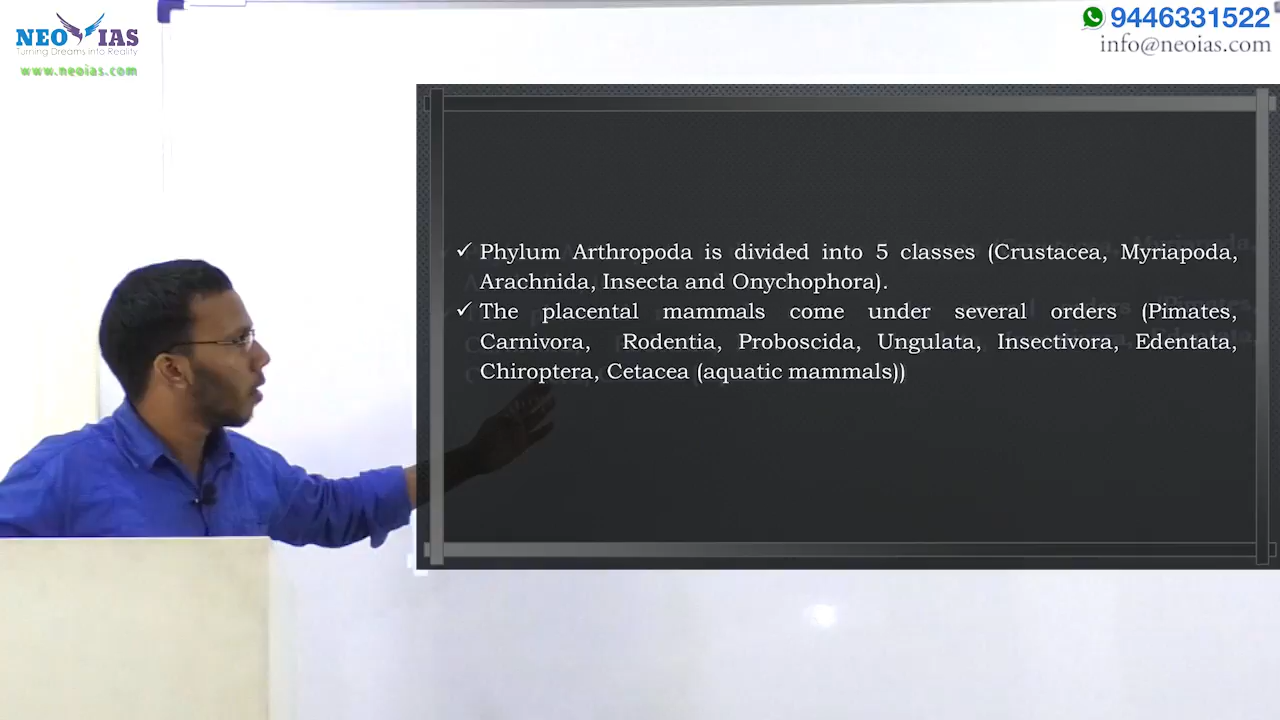 NEO IAS
Turning Dreams into Reality
www.neoias.com
9446331522
info@neoias.com
✓ Phylum Arthropoda is divided into 5 classes (Crustacea, Myriapoda,
Arachnida, Insecta and Onychophora).
✓ The placental mammals come under several orders (Pimates,
Carnivora, Rodentia, Proboscida, Ungulata, Insectivora, Edentata,
Chiroptera, Cetacea (aquatic mammals))